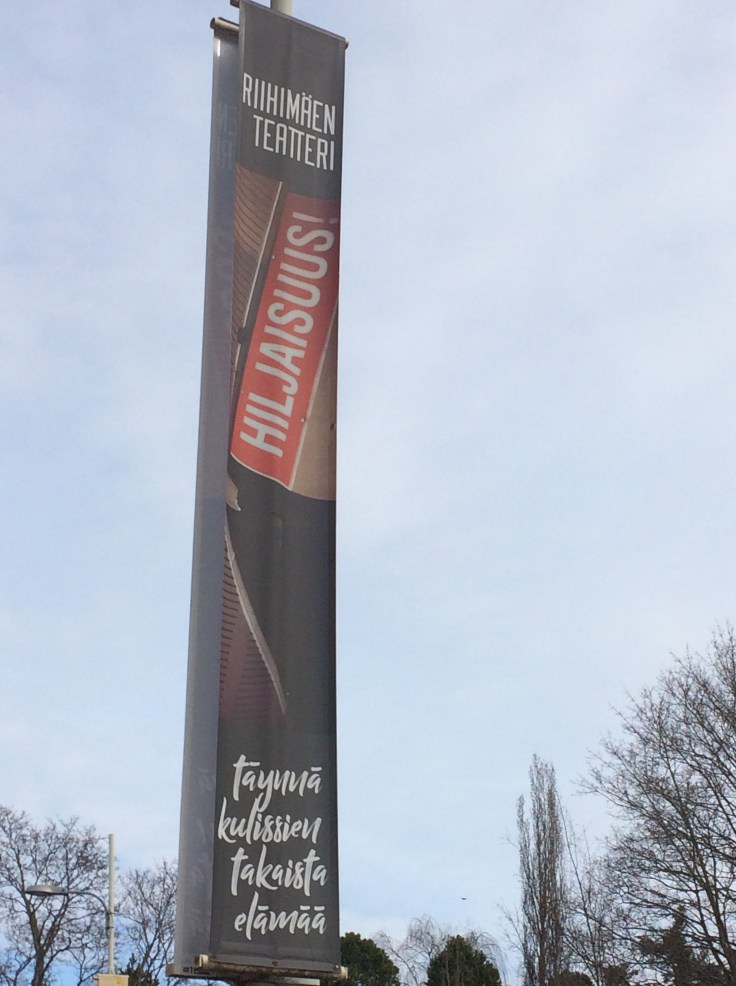 RIIHIMÄEN
TEATTERI
HILJAISUUS!
täynnä
kulissien
takaista
elämää